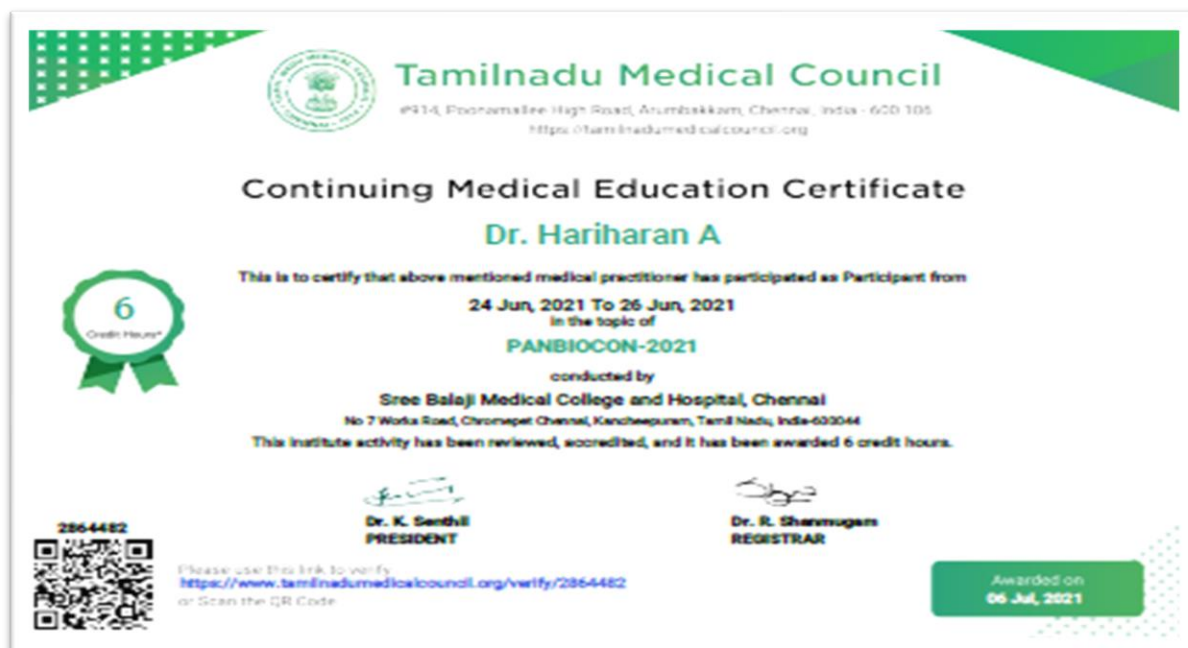 Tamilnadu Medical Council
#914, Poonamallee High Road, Arumbakkam, Chennai, India - 600 106
https://tamilnadumedicalcouncil.org
Continuing Medical Education Certificate
Dr. Hariharan A
This is to certify that above mentioned medical practitioner has participated as Participant from
24 Jun, 2021 To 26 Jun, 2021
in the topic of
PANBIOCON-2021
conducted by
Sree Balaji Medical College and Hospital, Chennai
No 7 Works Road, Chromepet Chennai, Kancheepuram, Tamil Nadu, India-600044
This institute activity has been reviewed, accredited, and it has been awarded 6 credit hours.
6
Credit Hours*
Dr. K. Senthil
PRESIDENT
Dr. R. Shanmugam
REGISTRAR
2864482
Please use this link to verify
https://www.tamilnadumedicalcouncil.org/verify/2864482
or Scan the QR Code
Awarded on
06 Jul, 2021